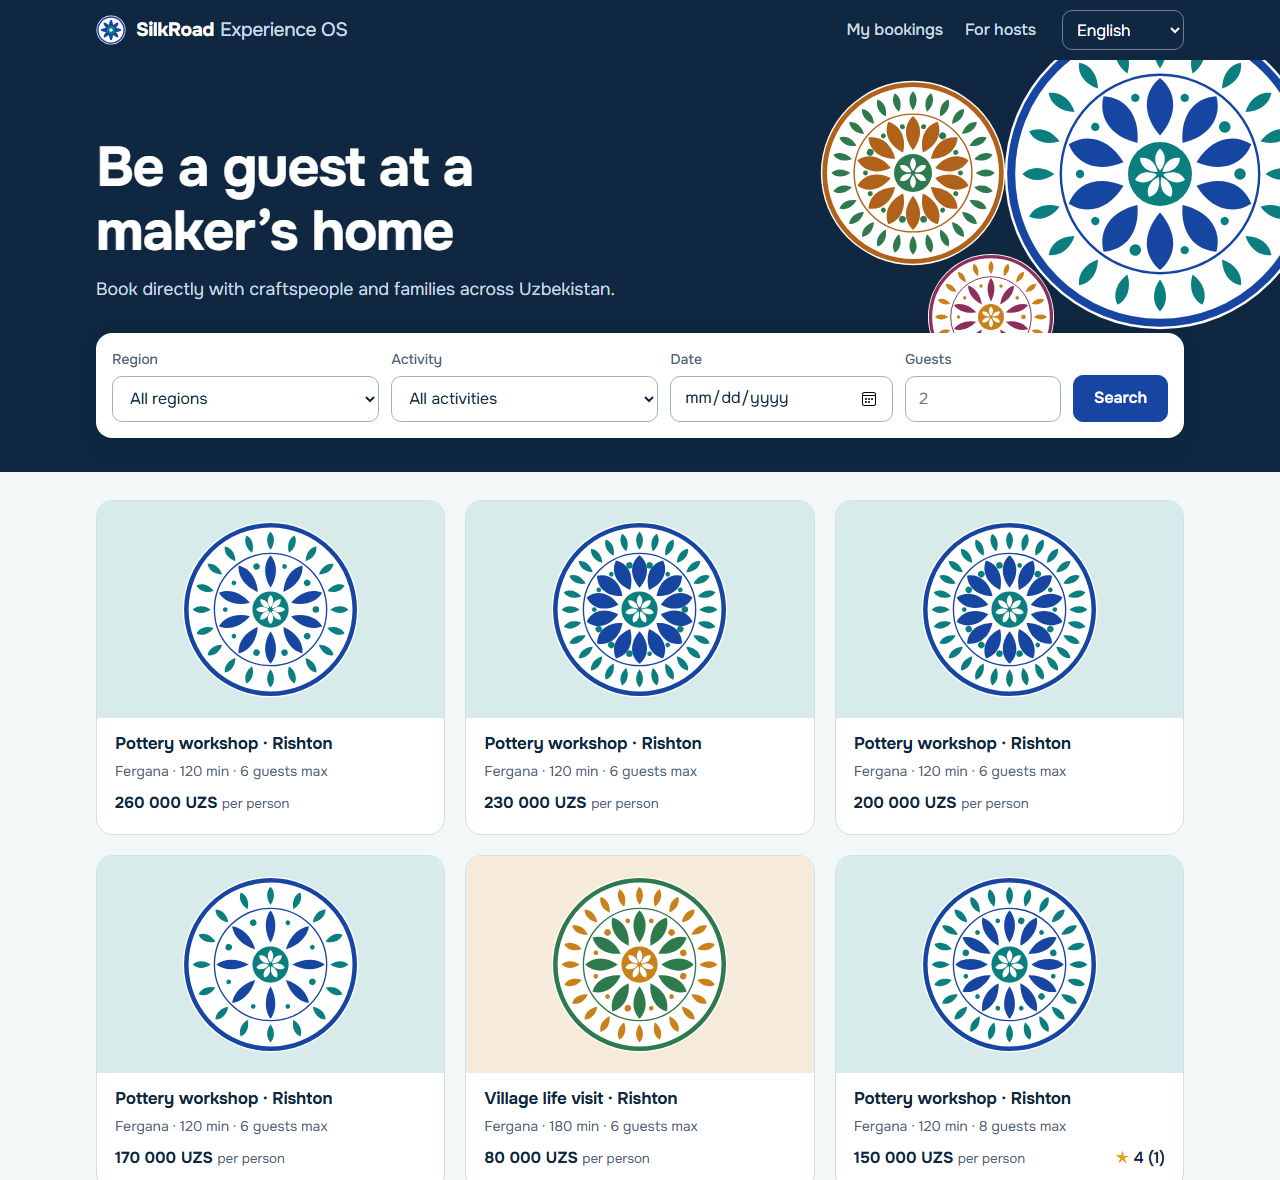 SilkRoad Experience OS
My bookings
For hosts
English
Be a guest at a
maker’s home
Book directly with craftspeople and families across Uzbekistan.
Region
Activity
Date
Guests
All regions
All activities
mm/dd/yyyy
2
Search
Pottery workshop · Rishton
Fergana · 120 min · 6 guests max
260 000 UZS per person
Pottery workshop · Rishton
Fergana · 120 min · 6 guests max
230 000 UZS per person
Pottery workshop · Rishton
Fergana · 120 min · 6 guests max
200 000 UZS per person
Pottery workshop · Rishton
Fergana · 120 min · 6 guests max
170 000 UZS per person
Village life visit · Rishton
Fergana · 180 min · 6 guests max
80 000 UZS per person
Pottery workshop · Rishton
Fergana · 120 min · 8 guests max
150 000 UZS per person
★ 4 (1)